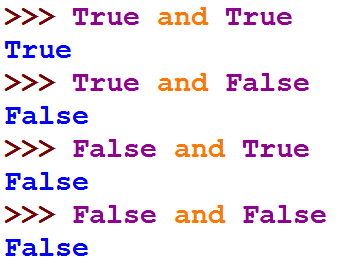 >>> True and True
True
>>> True and False
False
>>> False and True
False
>>> False and False
False